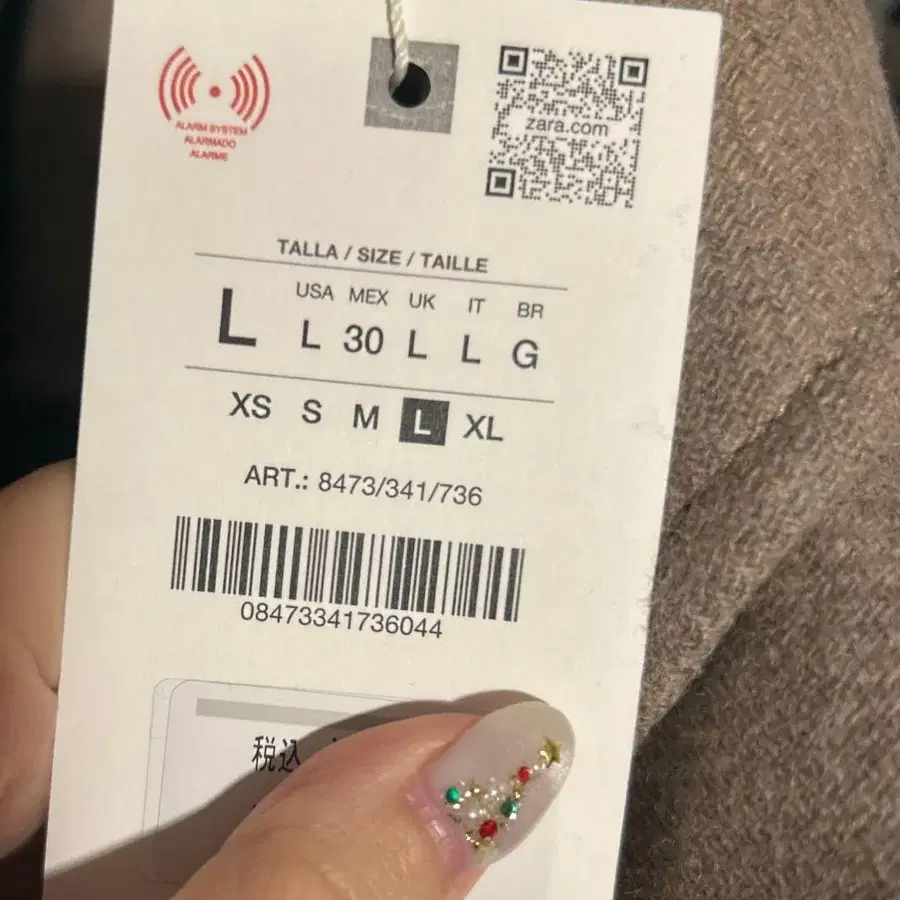 ALARM SYSTEM
ALARMADO
ALARME
zara.com
TALLA / SIZE / TAILLE
USA MEX UK IT BR
L L 30 L L G
XS S M L XL
ART.: 8473/341/736
08473341736044
税込